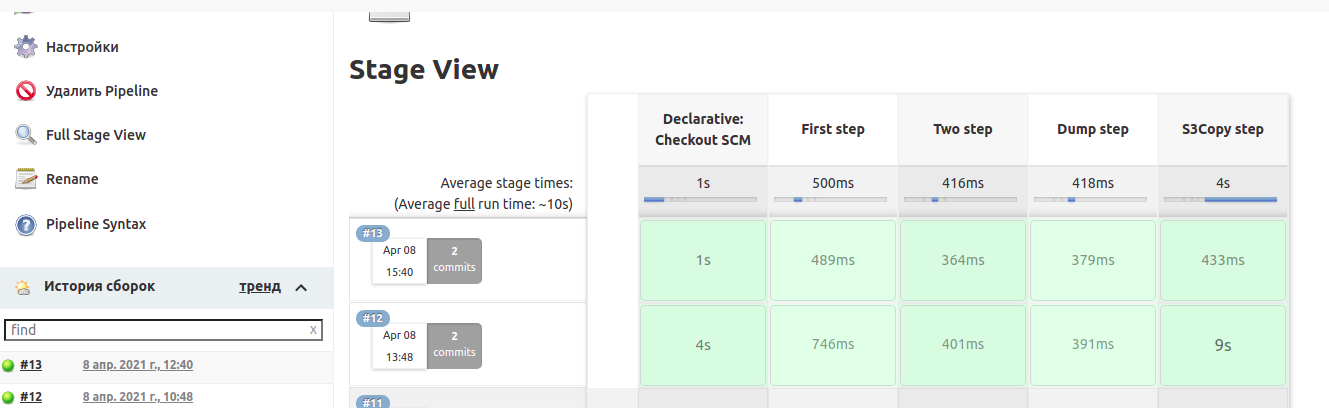 Настройки
Удалить Pipeline
Full Stage View
Rename
Pipeline Syntax
История сборок тренд
find x
#13 8 апр. 2021 г., 12:40
#12 8 апр. 2021 г., 10:48
Stage View
Declarative:
Checkout SCM
First step
Two step
Dump step
S3Copy step
Average stage times:
(Average full run time: ~10s)
1s
500ms
416ms
418ms
4s
#13
Apr 08
15:40
2
commits
1s
489ms
364ms
379ms
433ms
#12
Apr 08
13:48
2
commits
4s
746ms
401ms
391ms
9s
#11